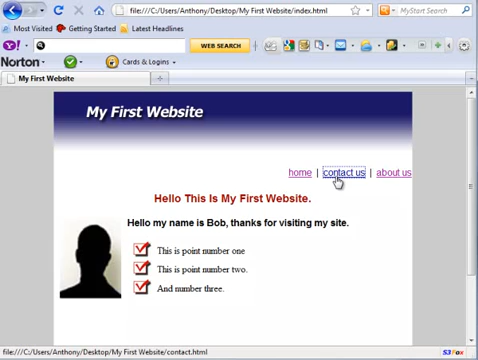 file:///C:/Users/Anthony/Desktop/My First Website/index.html
MyStart Search
Most Visited
Getting Started
Latest Headlines
Y!
WEB SEARCH
Norton
Cards & Logins
My First Website
My First Website
home | contact us | about us
Hello This Is My First Website.
Hello my name is Bob, thanks for visiting my site.
This is point number one
This is point number two.
And number three.
file:///C:/Users/Anthony/Desktop/My First Website/contact.html
S3Fox